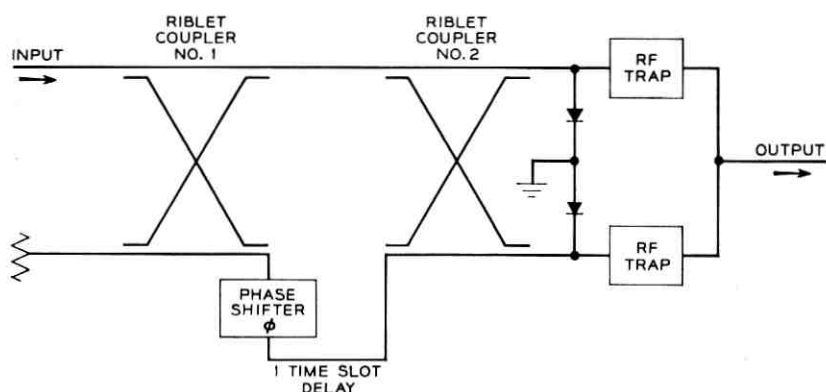 RIBLET
COUPLER
NO. 1
RIBLET
COUPLER
NO. 2
INPUT
RF
TRAP
OUTPUT
RF
TRAP
PHASE
SHIFTER
ϕ
1 TIME SLOT
DELAY